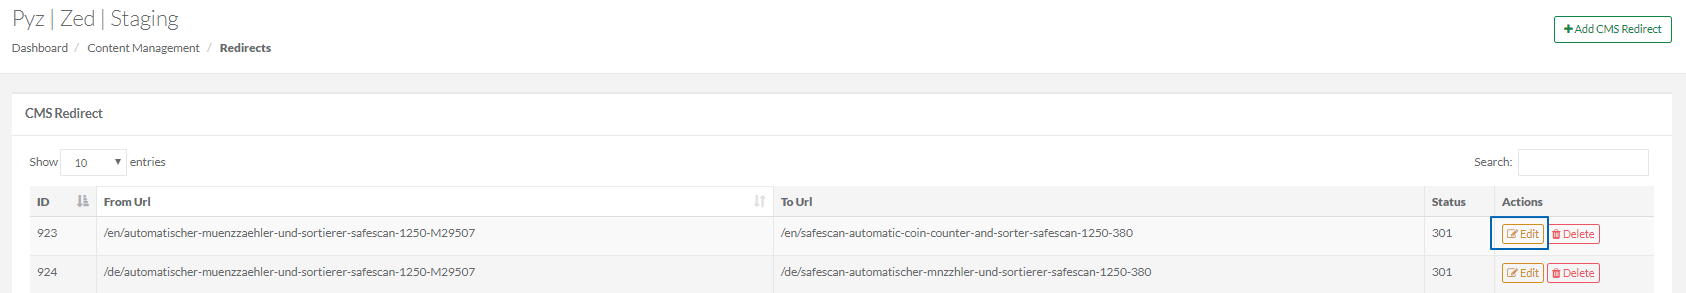 Pyz | Zed | Staging
Dashboard / Content Management / Redirects
Add CMS Redirect
CMS Redirect
Show 10 entries
Search:
ID From Url To Url Status Actions
923 /en/automatischer-muenzzaehler-und-sortierer-safescan-1250-M29507 /en/safescan-automatic-coin-counter-and-sorter-safescan-1250-380 301 Edit Delete
924 /de/automatischer-muenzzaehler-und-sortierer-safescan-1250-M29507 /de/safescan-automatischer-mnzzhler-und-sortierer-safescan-1250-380 301 Edit Delete